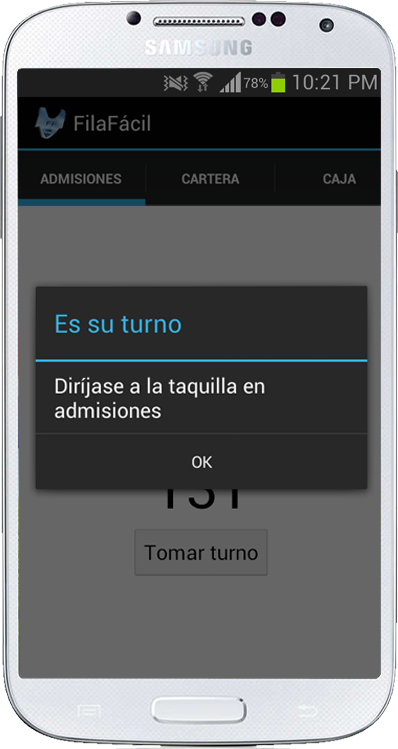 SAMSUNG
78% 10:21 PM
FilaFácil
ADMISIONES CARTERA CAJA
Es su turno
Diríjase a la taquilla en
admisiones
OK
Tomar turno